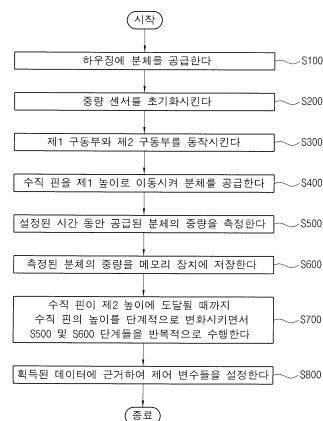 시작
하우징에 분체를 공급한다
S100
중량 센서를 초기화시킨다
S200
제1 구동부와 제2 구동부를 동작시킨다
S300
수직 핀을 제1 높이로 이동시켜 분체를 공급한다
S400
설정된 시간 동안 공급된 분체의 중량을 측정한다
S500
측정된 분체의 중량을 메모리 장치에 저장한다
S600
수직 핀이 제2 높이에 도달될 때까지
수직 핀의 높이를 단계적으로 변화시키면서
S500 및 S600 단계들을 반복적으로 수행한다
S700
획득된 데이터에 근거하여 제어 변수들을 설정한다
S800
종료